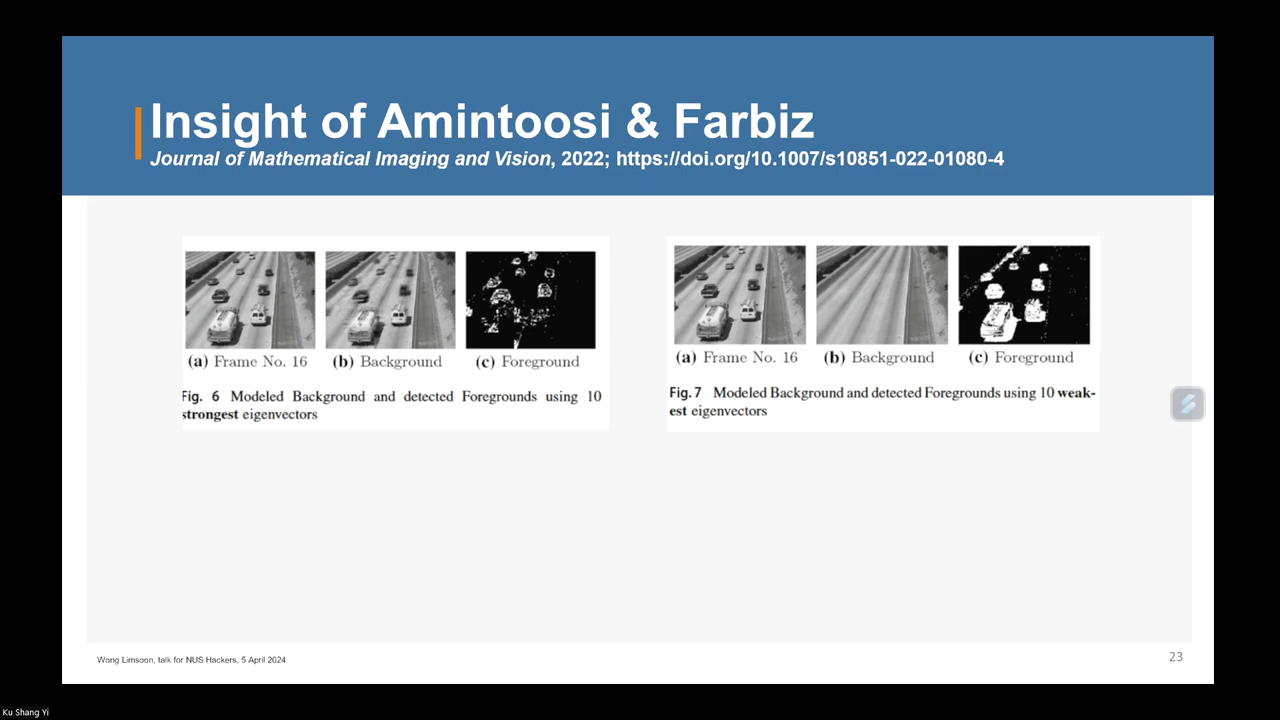 Insight of Amintoosi & Farbiz
Journal of Mathematical Imaging and Vision, 2022; https://doi.org/10.1007/s10851-022-01080-4
(a) Frame No. 16 (b) Background (c) Foreground
Fig. 6 Modeled Background and detected Foregrounds using 10
strongest eigenvectors
(a) Frame No. 16 (b) Background (c) Foreground
Fig. 7 Modeled Background and detected Foregrounds using 10 weak-
est eigenvectors
Wong Limsoon, talk for NUS Hackers, 5 April 2024
23
Ku Shang Yi